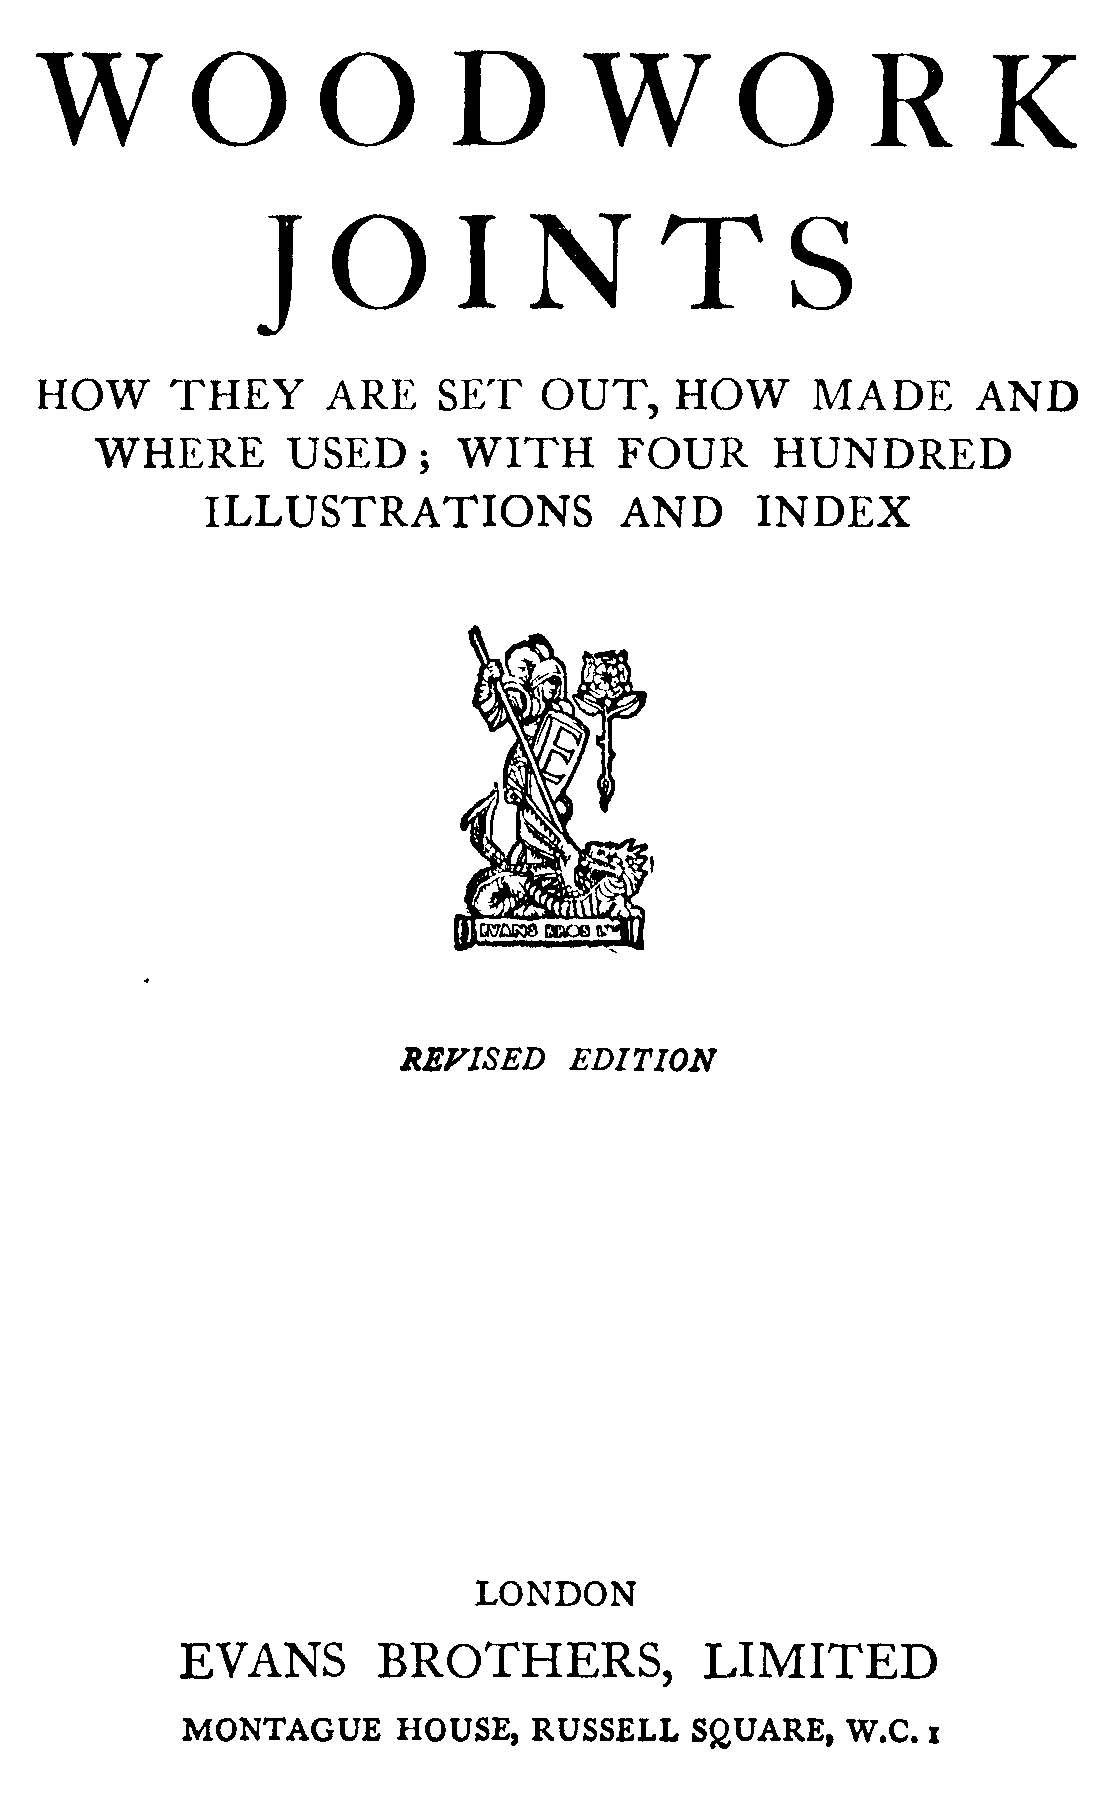 WOODWORK
JOINTS
HOW THEY ARE SET OUT, HOW MADE AND
WHERE USED; WITH FOUR HUNDRED
ILLUSTRATIONS AND INDEX
E
EVANS BROS LTD
REVISED EDITION
LONDON
EVANS BROTHERS, LIMITED
MONTAGUE HOUSE, RUSSELL SQUARE, W.C. 1